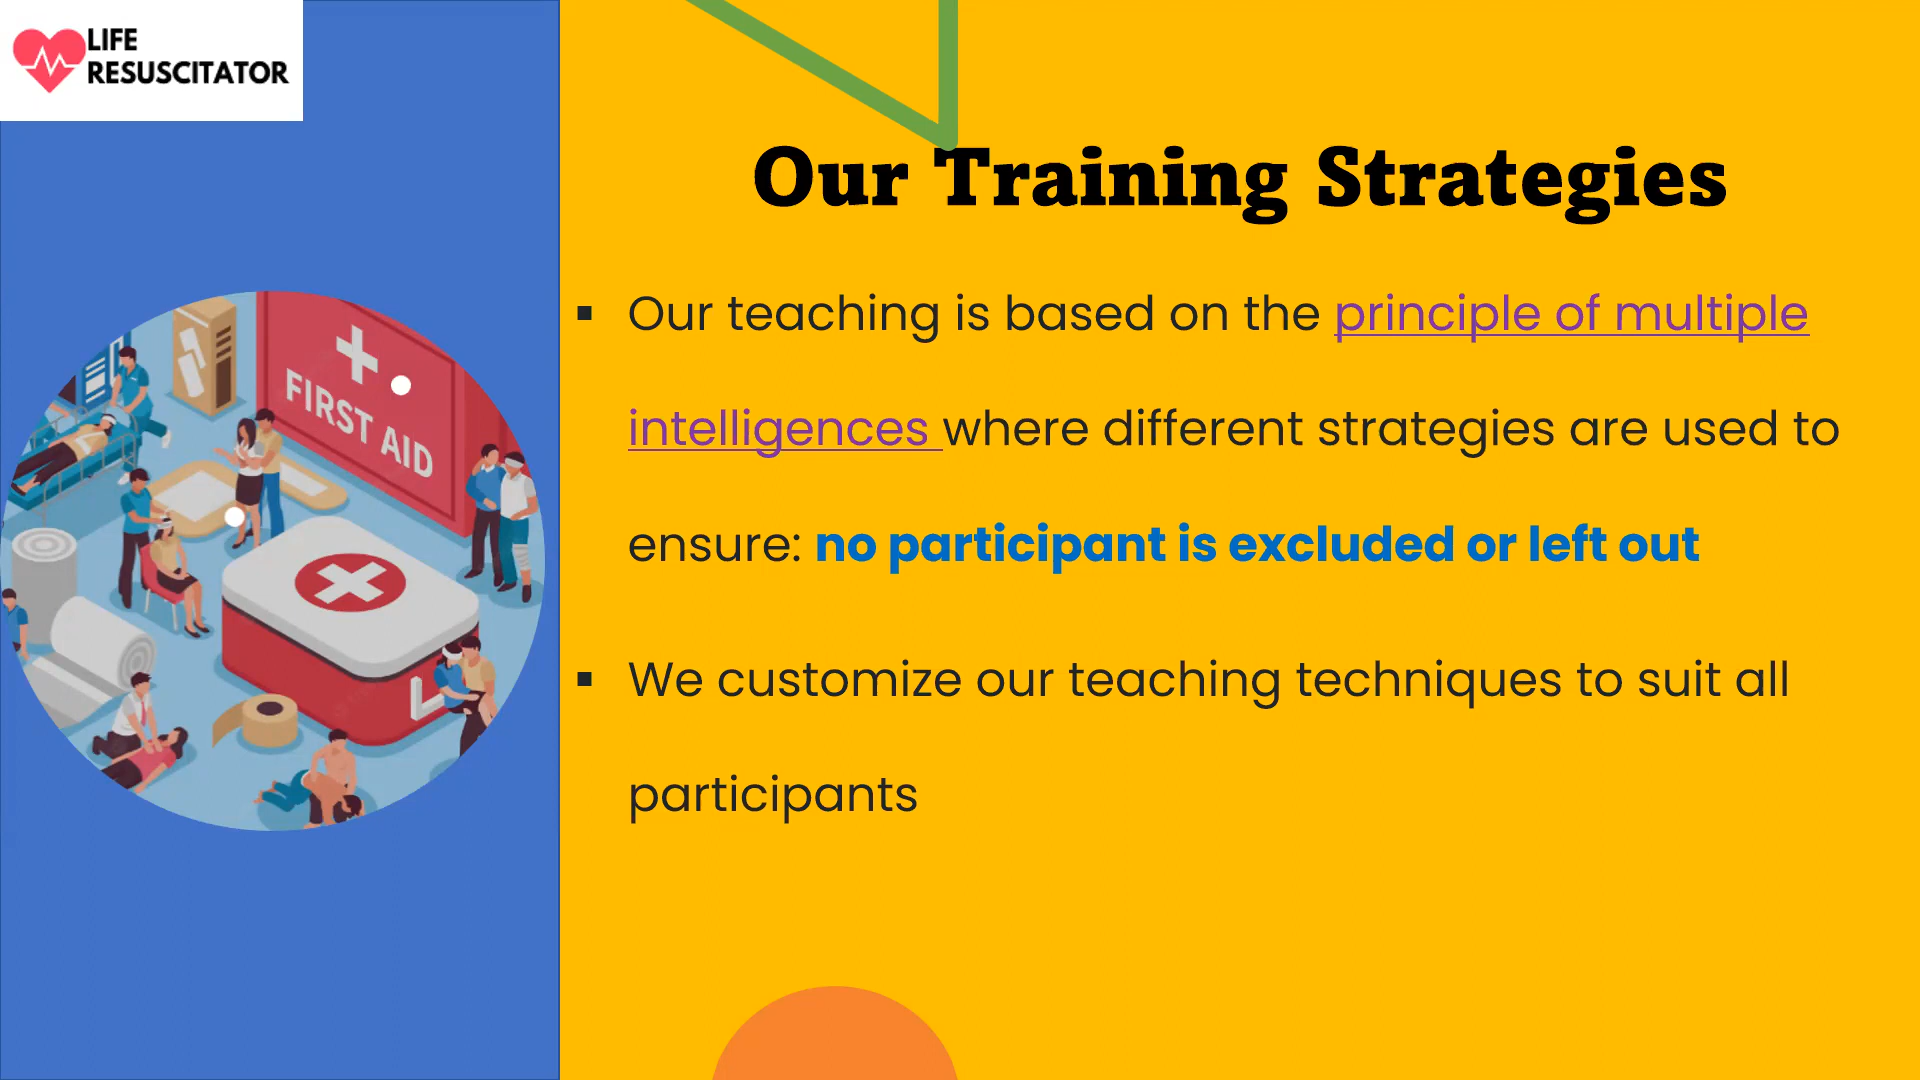 LIFE
RESUSCITATOR
Our Training Strategies
FIRST AID
▪ Our teaching is based on the principle of multiple
intelligences where different strategies are used to
ensure: no participant is excluded or left out
▪ We customize our teaching techniques to suit all
participants